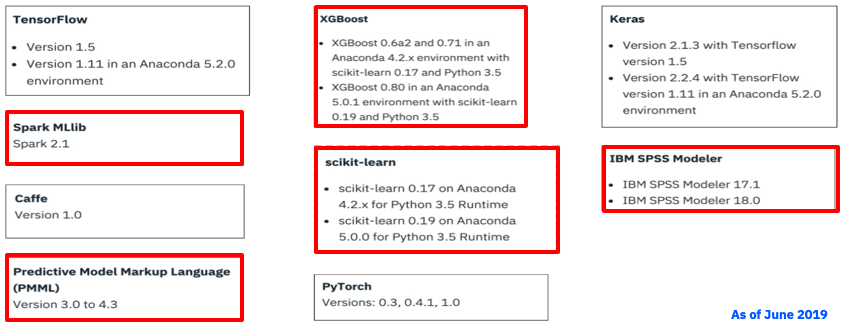 TensorFlow
• Version 1.5
• Version 1.11 in an Anaconda 5.2.0
environment
Spark MLlib
Spark 2.1
Caffe
Version 1.0
Predictive Model Markup Language
(PMML)
Version 3.0 to 4.3
XGBoost
• XGBoost 0.6a2 and 0.71 in an
Anaconda 4.2.x environment with
scikit-learn 0.17 and Python 3.5
• XGBoost 0.80 in an Anaconda
5.0.1 environment with scikit-learn
0.19 and Python 3.5
scikit-learn
• scikit-learn 0.17 on Anaconda
4.2.x for Python 3.5 Runtime
• scikit-learn 0.19 on Anaconda
5.0.0 for Python 3.5 Runtime
PyTorch
Versions: 0.3, 0.4.1, 1.0
Keras
• Version 2.1.3 with Tensorflow
version 1.5
• Version 2.2.4 with TensorFlow
version 1.11 in an Anaconda 5.2.0
environment
IBM SPSS Modeler
• IBM SPSS Modeler 17.1
• IBM SPSS Modeler 18.0
As of June 2019